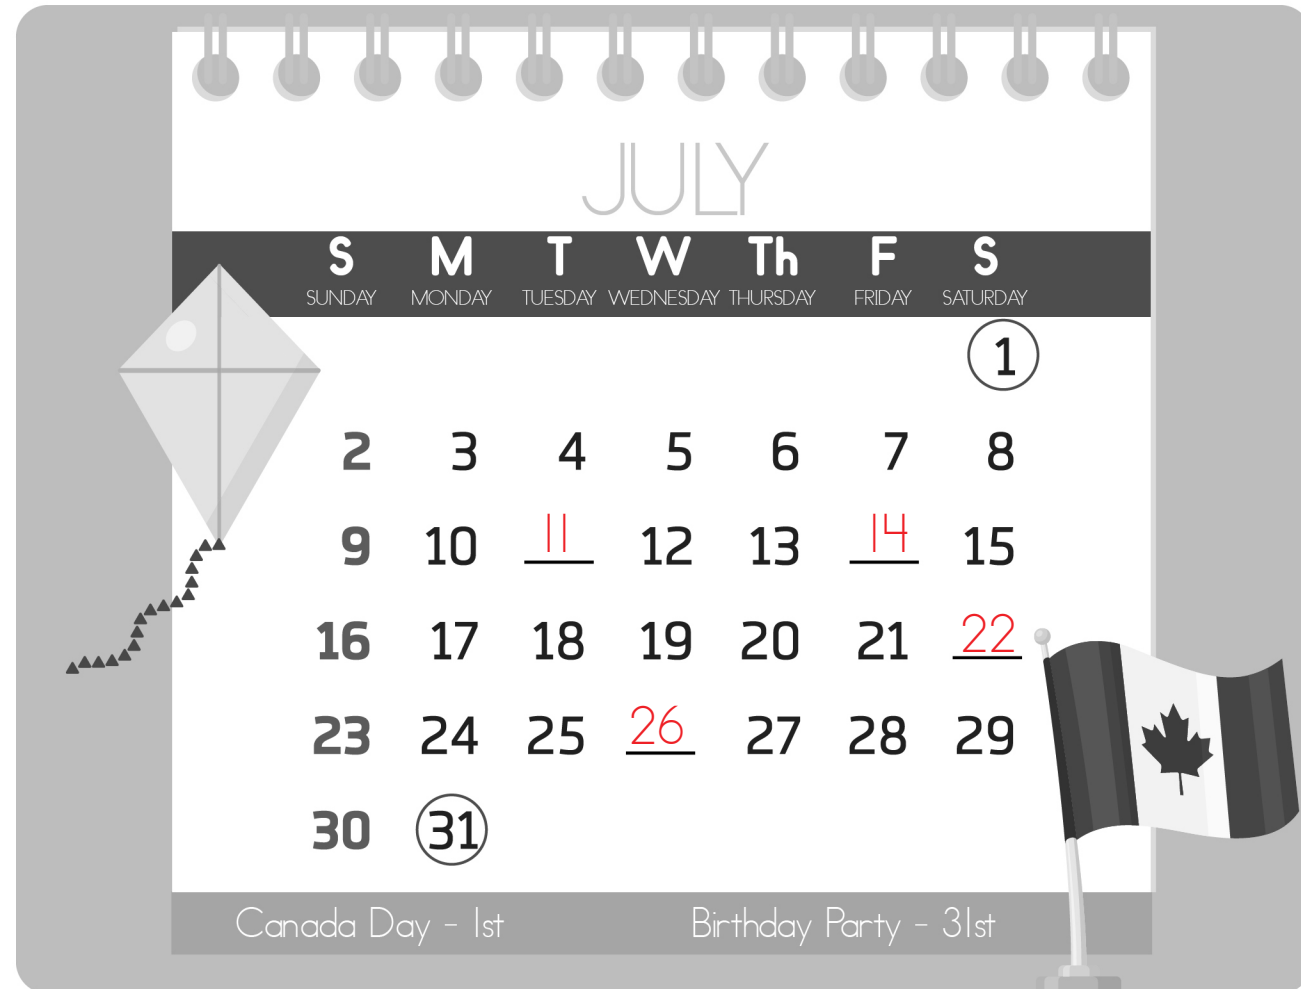 JULY
S M T W Th F S
SUNDAY MONDAY TUESDAY WEDNESDAY THURSDAY FRIDAY SATURDAY
1
2 3 4 5 6 7 8
9 10 11 12 13 14 15
16 17 18 19 20 21 22
23 24 25 26 27 28 29
30 31
Canada Day - 1st Birthday Party - 31st